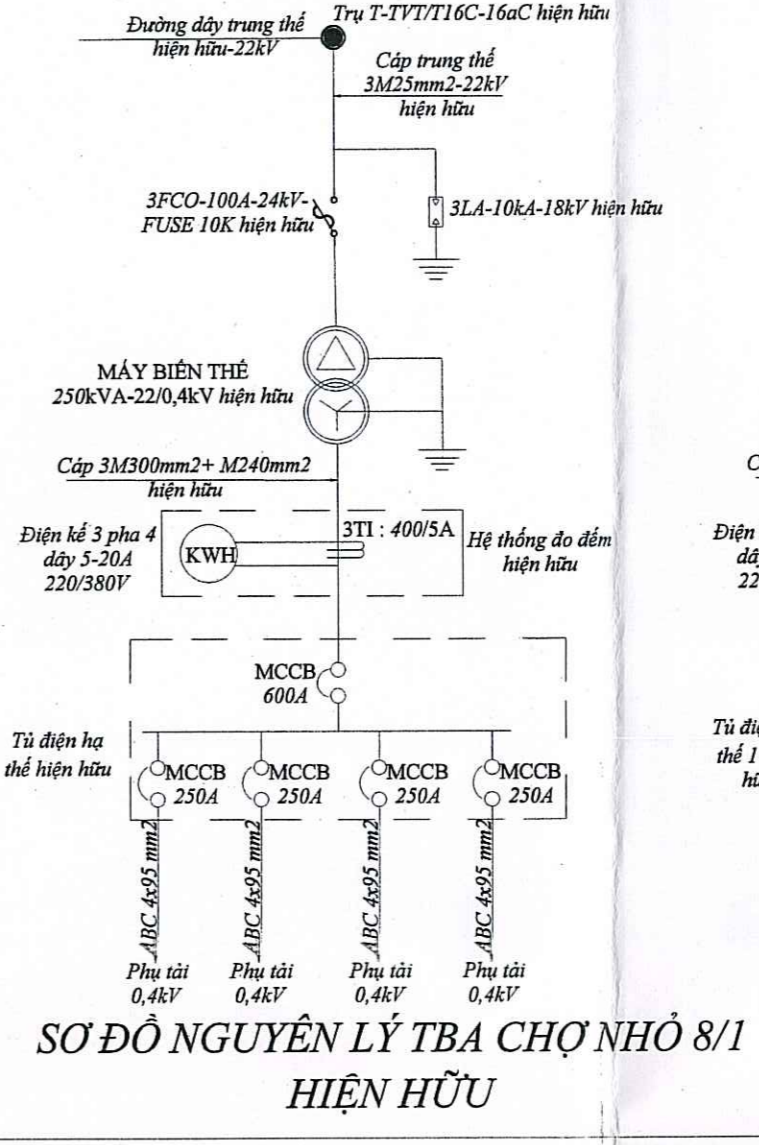 Đường dây trung thế
hiện hữu-22kV
Trụ T-TVT/T16C-16aC hiện hữu
Cáp trung thế
3M25mm2-22kV
hiện hữu
3FCO-100A-24kV-
FUSE 10K hiện hữu
3LA-10kA-18kV hiện hữu
MÁY BIẾN THẾ
250kVA-22/0,4kV hiện hữu
Cáp 3M300mm2+ M240mm2
hiện hữu
Điện kế 3 pha 4
dây 5-20A
220/380V
KWH
3TI : 400/5A
Hệ thống đo đếm
hiện hữu
MCCB
600A
Tủ điện hạ
thế hiện hữu
MCCB
250A
MCCB
250A
MCCB
250A
MCCB
250A
ABC 4x95 mm2
ABC 4x95 mm2
ABC 4x95 mm2
ABC 4x95 mm2
Phụ tải
0,4kV
Phụ tải
0,4kV
Phụ tải
0,4kV
Phụ tải
0,4kV
SƠ ĐỒ NGUYÊN LÝ TBA CHỢ NHỎ 8/1
HIỆN HỮU
Điện
22
thế 1